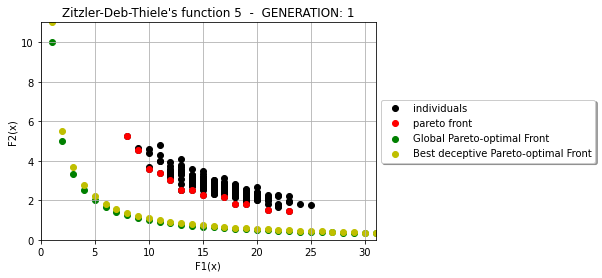 Zitzler-Deb-Thiele's function 5 - GENERATION: 1
10
8
6
4
2
0
F2(x)
0 5 10 15 20 25 30
F1(x)
individuals
pareto front
Global Pareto-optimal Front
Best deceptive Pareto-optimal Front